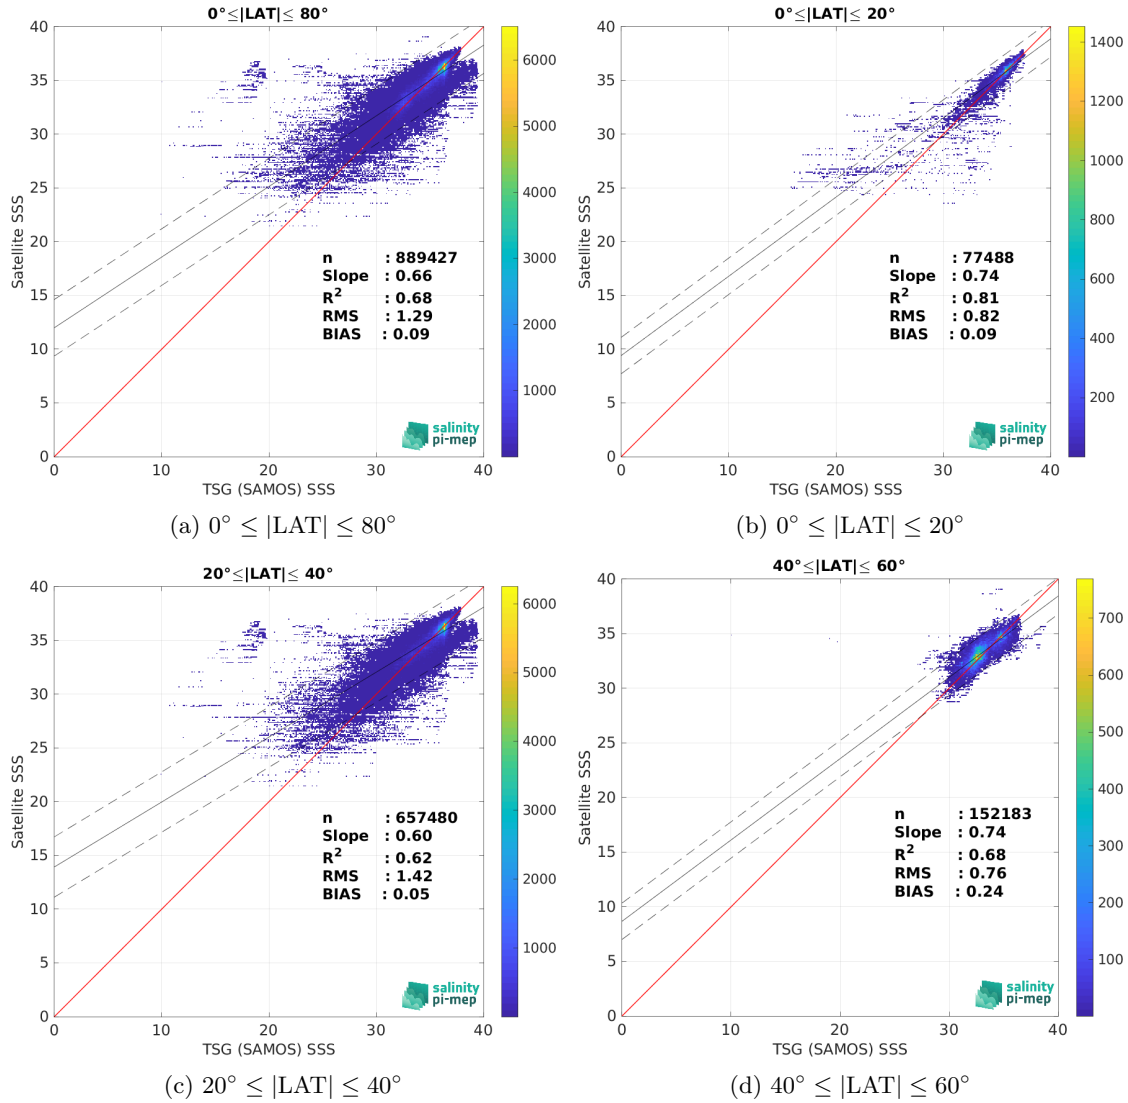 0°≤|LAT|≤ 80°
40
35
30
25
20
15
10
5
0
Satellite SSS
0
10
20
30
40
TSG (SAMOS) SSS
n : 889427
Slope : 0.66
R² : 0.68
RMS : 1.29
BIAS : 0.09
salinity
pi-mep
6000
5000
4000
3000
2000
1000
(a) 0° ≤ |LAT| ≤ 80°
0°≤|LAT|≤ 20°
40
35
30
25
20
15
10
5
0
Satellite SSS
0
10
20
30
40
TSG (SAMOS) SSS
n : 77488
Slope : 0.74
R² : 0.81
RMS : 0.82
BIAS : 0.09
salinity
pi-mep
1400
1200
1000
800
600
400
200
(b) 0° ≤ |LAT| ≤ 20°
20°≤|LAT|≤ 40°
40
35
30
25
20
15
10
5
0
Satellite SSS
0
10
20
30
40
TSG (SAMOS) SSS
n : 657480
Slope : 0.60
R² : 0.62
RMS : 1.42
BIAS : 0.05
salinity
pi-mep
6000
5000
4000
3000
2000
1000
(c) 20° ≤ |LAT| ≤ 40°
40°≤|LAT|≤ 60°
40
35
30
25
20
15
10
5
0
Satellite SSS
0
10
20
30
40
TSG (SAMOS) SSS
n : 152183
Slope : 0.74
R² : 0.68
RMS : 0.76
BIAS : 0.24
salinity
pi-mep
700
600
500
400
300
200
100
(d) 40° ≤ |LAT| ≤ 60°